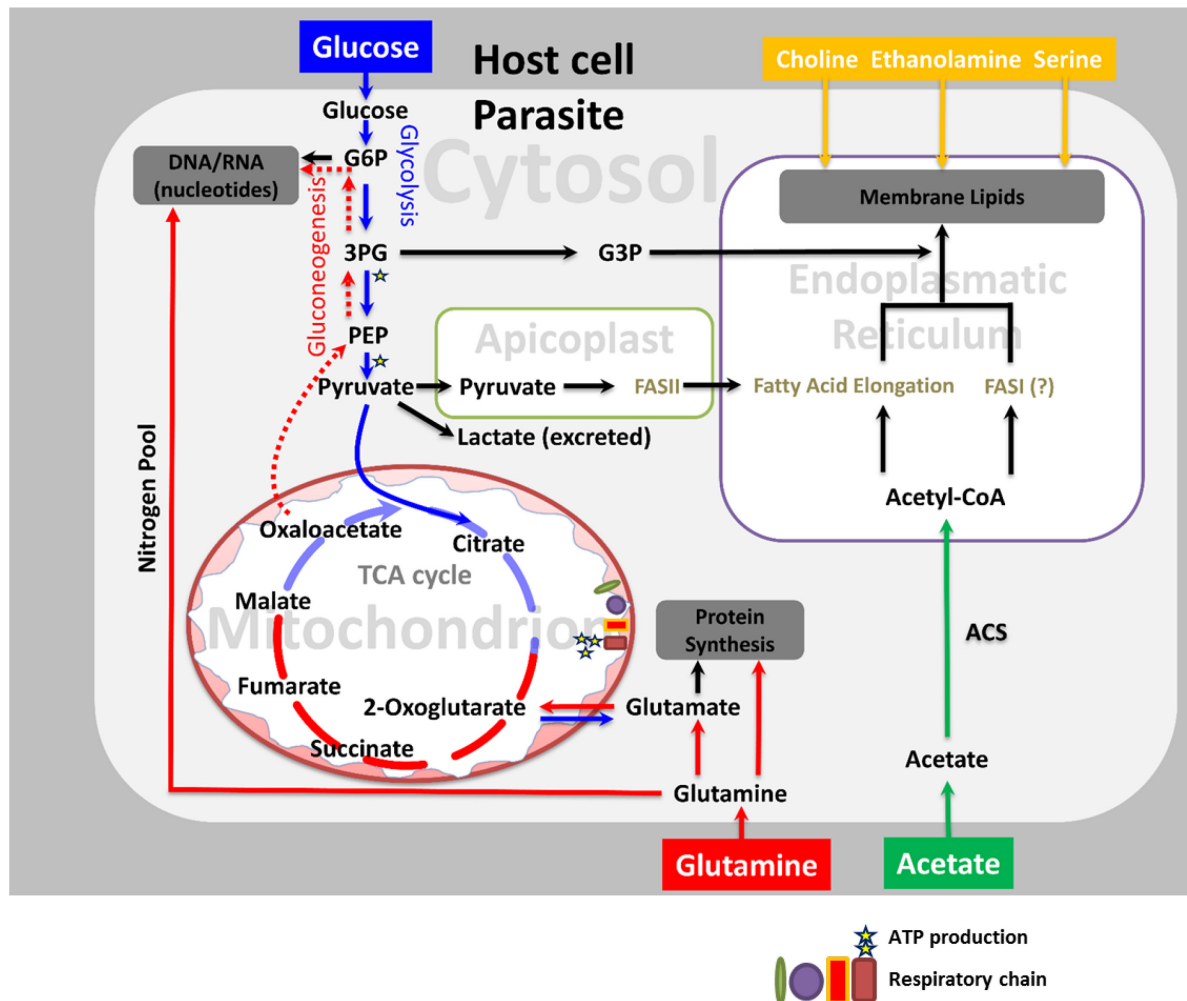 Glucose
Host cell
Parasite
Choline Ethanolamine Serine
Glucose
Glycolysis
Cytosol
DNA/RNA
(nucleotides)
G6P
Gluconeogenesis
Membrane Lipids
3PG
G3P
Endoplasmatic
Reticulum
PEP
Apicoplast
Pyruvate
Pyruvate
FASII
Fatty Acid Elongation
FASI (?)
Lactate (excreted)
Nitrogen Pool
Acetyl-CoA
Oxaloacetate
Citrate
TCA cycle
Malate
Mitochondrion
Protein
Synthesis
ACS
Fumarate
2-Oxoglutarate
Glutamate
Succinate
Acetate
Glutamine
Glutamine
Acetate
ATP production
Respiratory chain